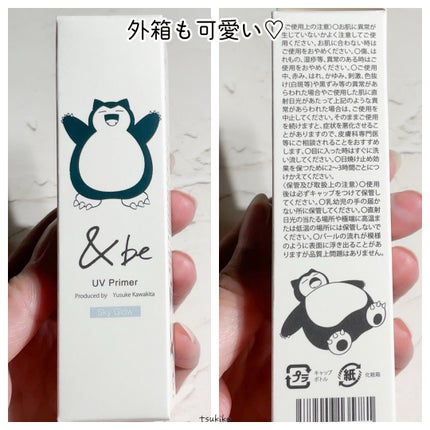 外箱も可愛い♡
&be
UV Primer
Produced by Yusuke Kawakita
Sky Glow
〈ご使用上の注意〉○お肌に異常が
生じていないかよく注意してご使
用ください。お肌に合わない時は
ご使用をおやめください。○傷、は
れもの、湿疹等、異常のある時はご
使用をおやめください。○ご使用
中、赤み、はれ、かゆみ、刺激、色抜
け(白斑等)や黒ずみ等の異常が
あらわれた場合やご使用した肌に
直射日光があたって上記のような異
常があらわれた場合は、ご使用を
中止してください。そのままご使用
を続けますと、症状を悪化させるこ
とがありますので、皮膚科専門医
等にご相談されることをおすすめ
します。○目に入った時はすぐに洗
い流してください。○日焼け止め効
果を保つために2〜3時間ごとにつ
けかえてください。
〈保管及び取扱上の注意〉○使用
後は必ずキャップをつけて保管して
ください。○乳幼児の手の届か
ない所に保管してください。○直射
日光の当たる場所や極端に高温ま
たは低温の場所には保管しないで
ください。○パールの流れが模様
のように表面に浮き出ることがあり
ますが品質上問題はありません。
プラ
キャップ
ボトル
紙
化粧箱
tsukiko